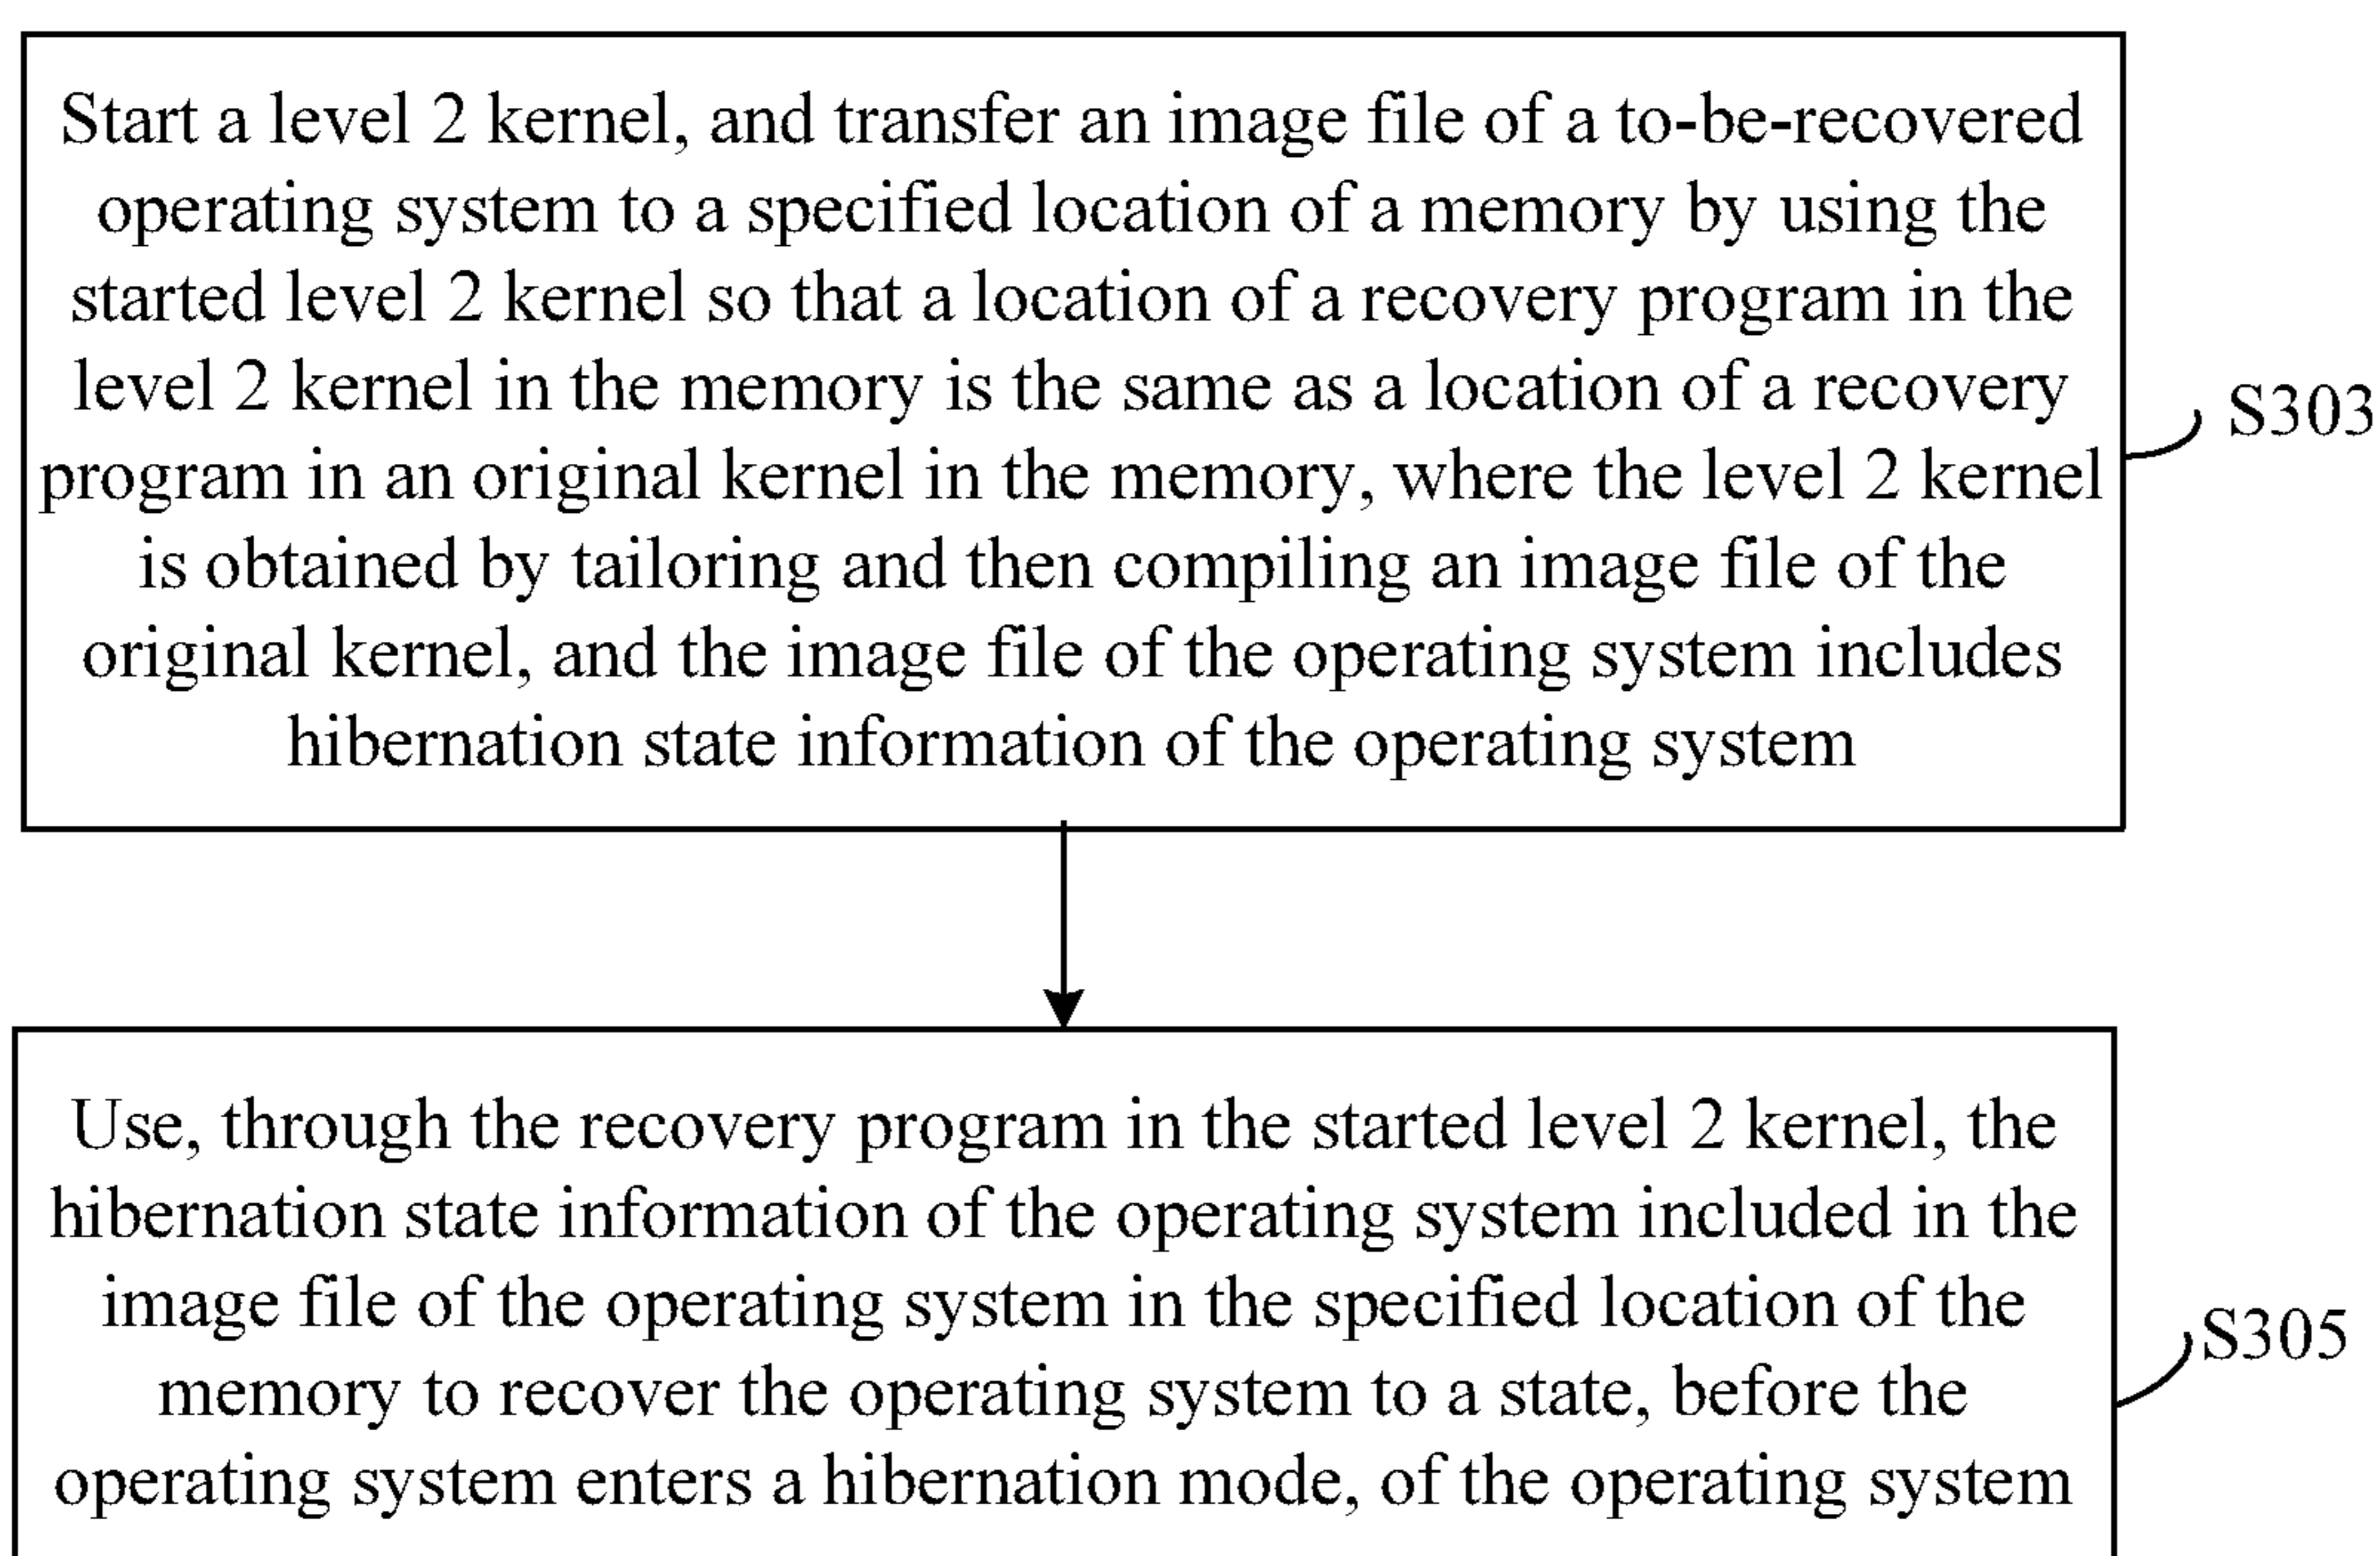 Start a level 2 kernel, and transfer an image file of a to-be-recovered
operating system to a specified location of a memory by using the
started level 2 kernel so that a location of a recovery program in the
level 2 kernel in the memory is the same as a location of a recovery
program in an original kernel in the memory, where the level 2 kernel
is obtained by tailoring and then compiling an image file of the
original kernel, and the image file of the operating system includes
hibernation state information of the operating system
S303
Use, through the recovery program in the started level 2 kernel, the
hibernation state information of the operating system included in the
image file of the operating system in the specified location of the
memory to recover the operating system to a state, before the
operating system enters a hibernation mode, of the operating system
S305